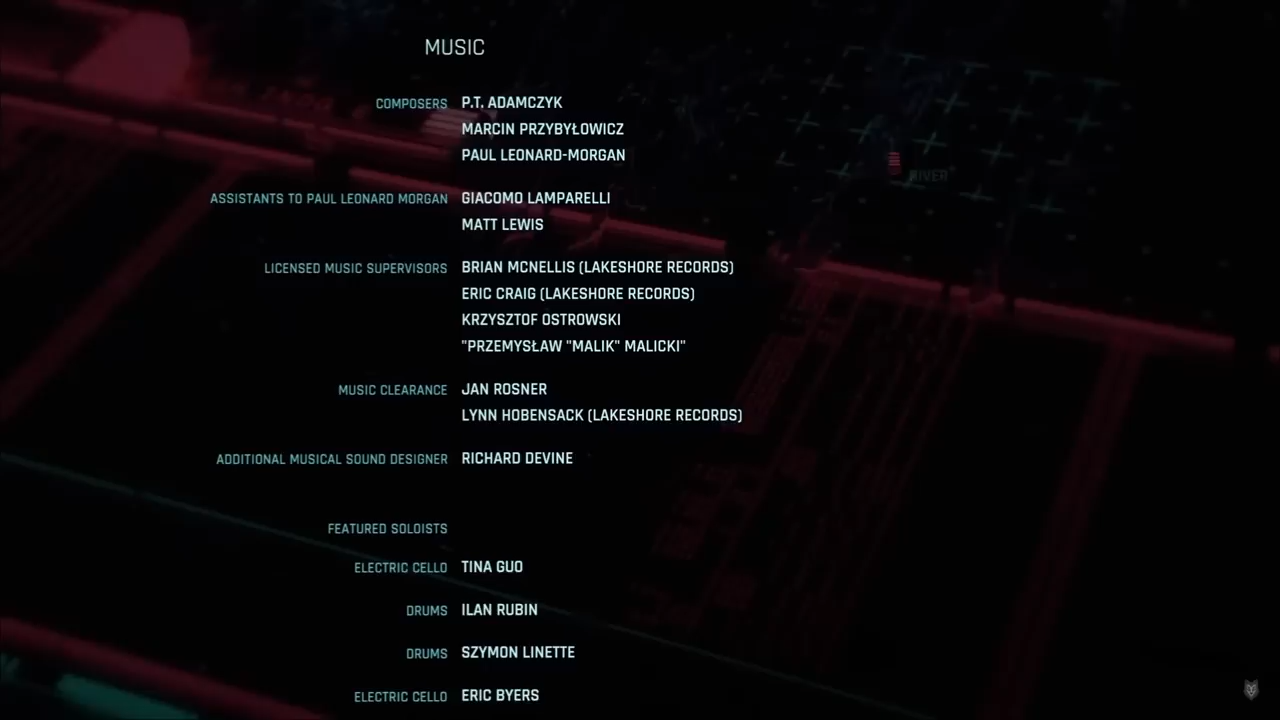 MUSIC
COMPOSERS P.T. ADAMCZYK
MARCIN PRZYBYŁOWICZ
PAUL LEONARD-MORGAN
ASSISTANTS TO PAUL LEONARD MORGAN GIACOMO LAMPARELLI
MATT LEWIS
LICENSED MUSIC SUPERVISORS BRIAN MCNELLIS (LAKESHORE RECORDS)
ERIC CRAIG (LAKESHORE RECORDS)
KRZYSZTOF OSTROWSKI
"PRZEMYSŁAW "MALIK" MALICKI"
MUSIC CLEARANCE JAN ROSNER
LYNN HOBENSACK (LAKESHORE RECORDS)
ADDITIONAL MUSICAL SOUND DESIGNER RICHARD DEVINE
FEATURED SOLOISTS
ELECTRIC CELLO TINA GUO
DRUMS ILAN RUBIN
DRUMS SZYMON LINETTE
ELECTRIC CELLO ERIC BYERS
RIVER